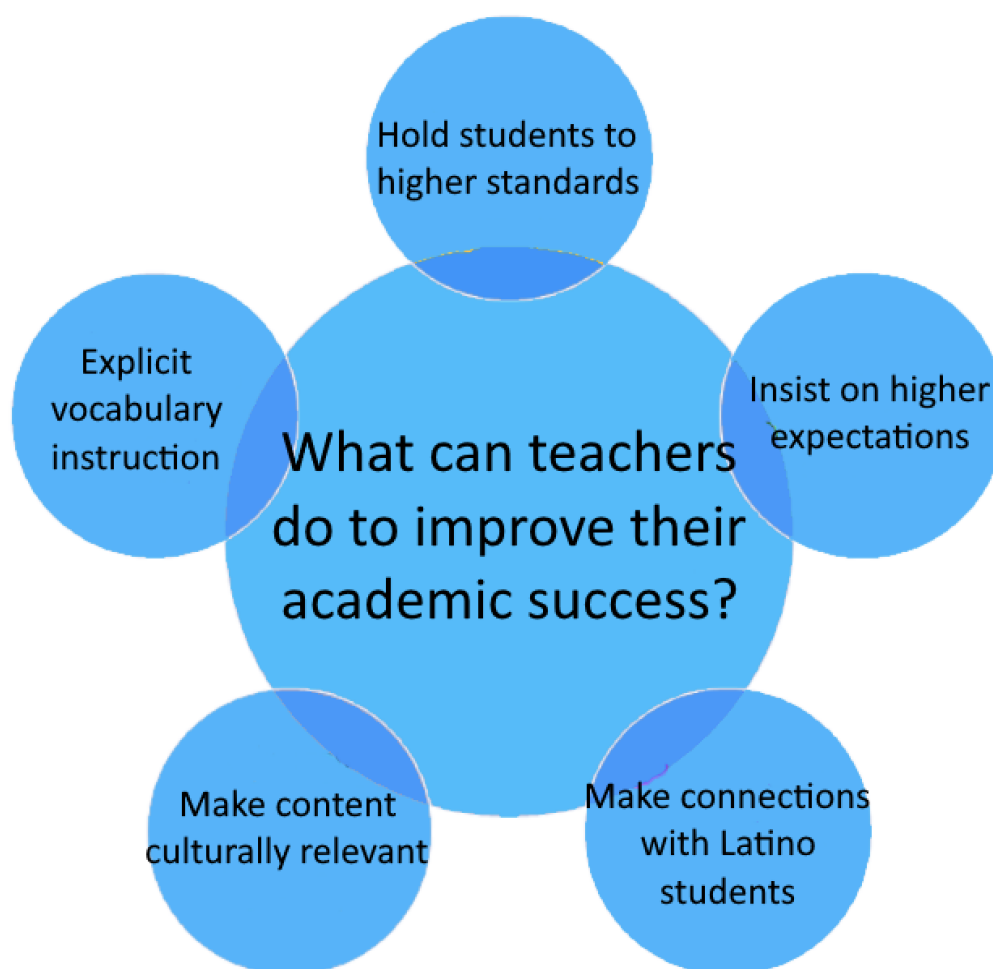 Hold students to
higher standards
Explicit
vocabulary
instruction
Insist on higher
expectations
What can teachers
do to improve their
academic success?
Make content
culturally relevant
Make connections
with Latino
students